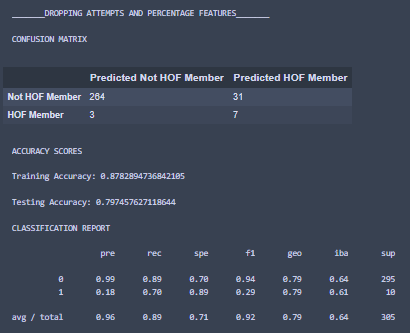 ______DROPPING ATTEMPTS AND PERCENTAGE FEATURES______
CONFUSION MATRIX
Predicted Not HOF Member Predicted HOF Member
Not HOF Member 264 31
HOF Member 3 7
ACCURACY SCORES
Training Accuracy: 0.8782894736842105
Testing Accuracy: 0.797457627118644
CLASSIFICATION REPORT
pre rec spe f1 geo iba sup
0 0.99 0.89 0.70 0.94 0.79 0.64 295
1 0.18 0.70 0.89 0.29 0.79 0.61 10
avg / total 0.96 0.89 0.71 0.92 0.79 0.64 305